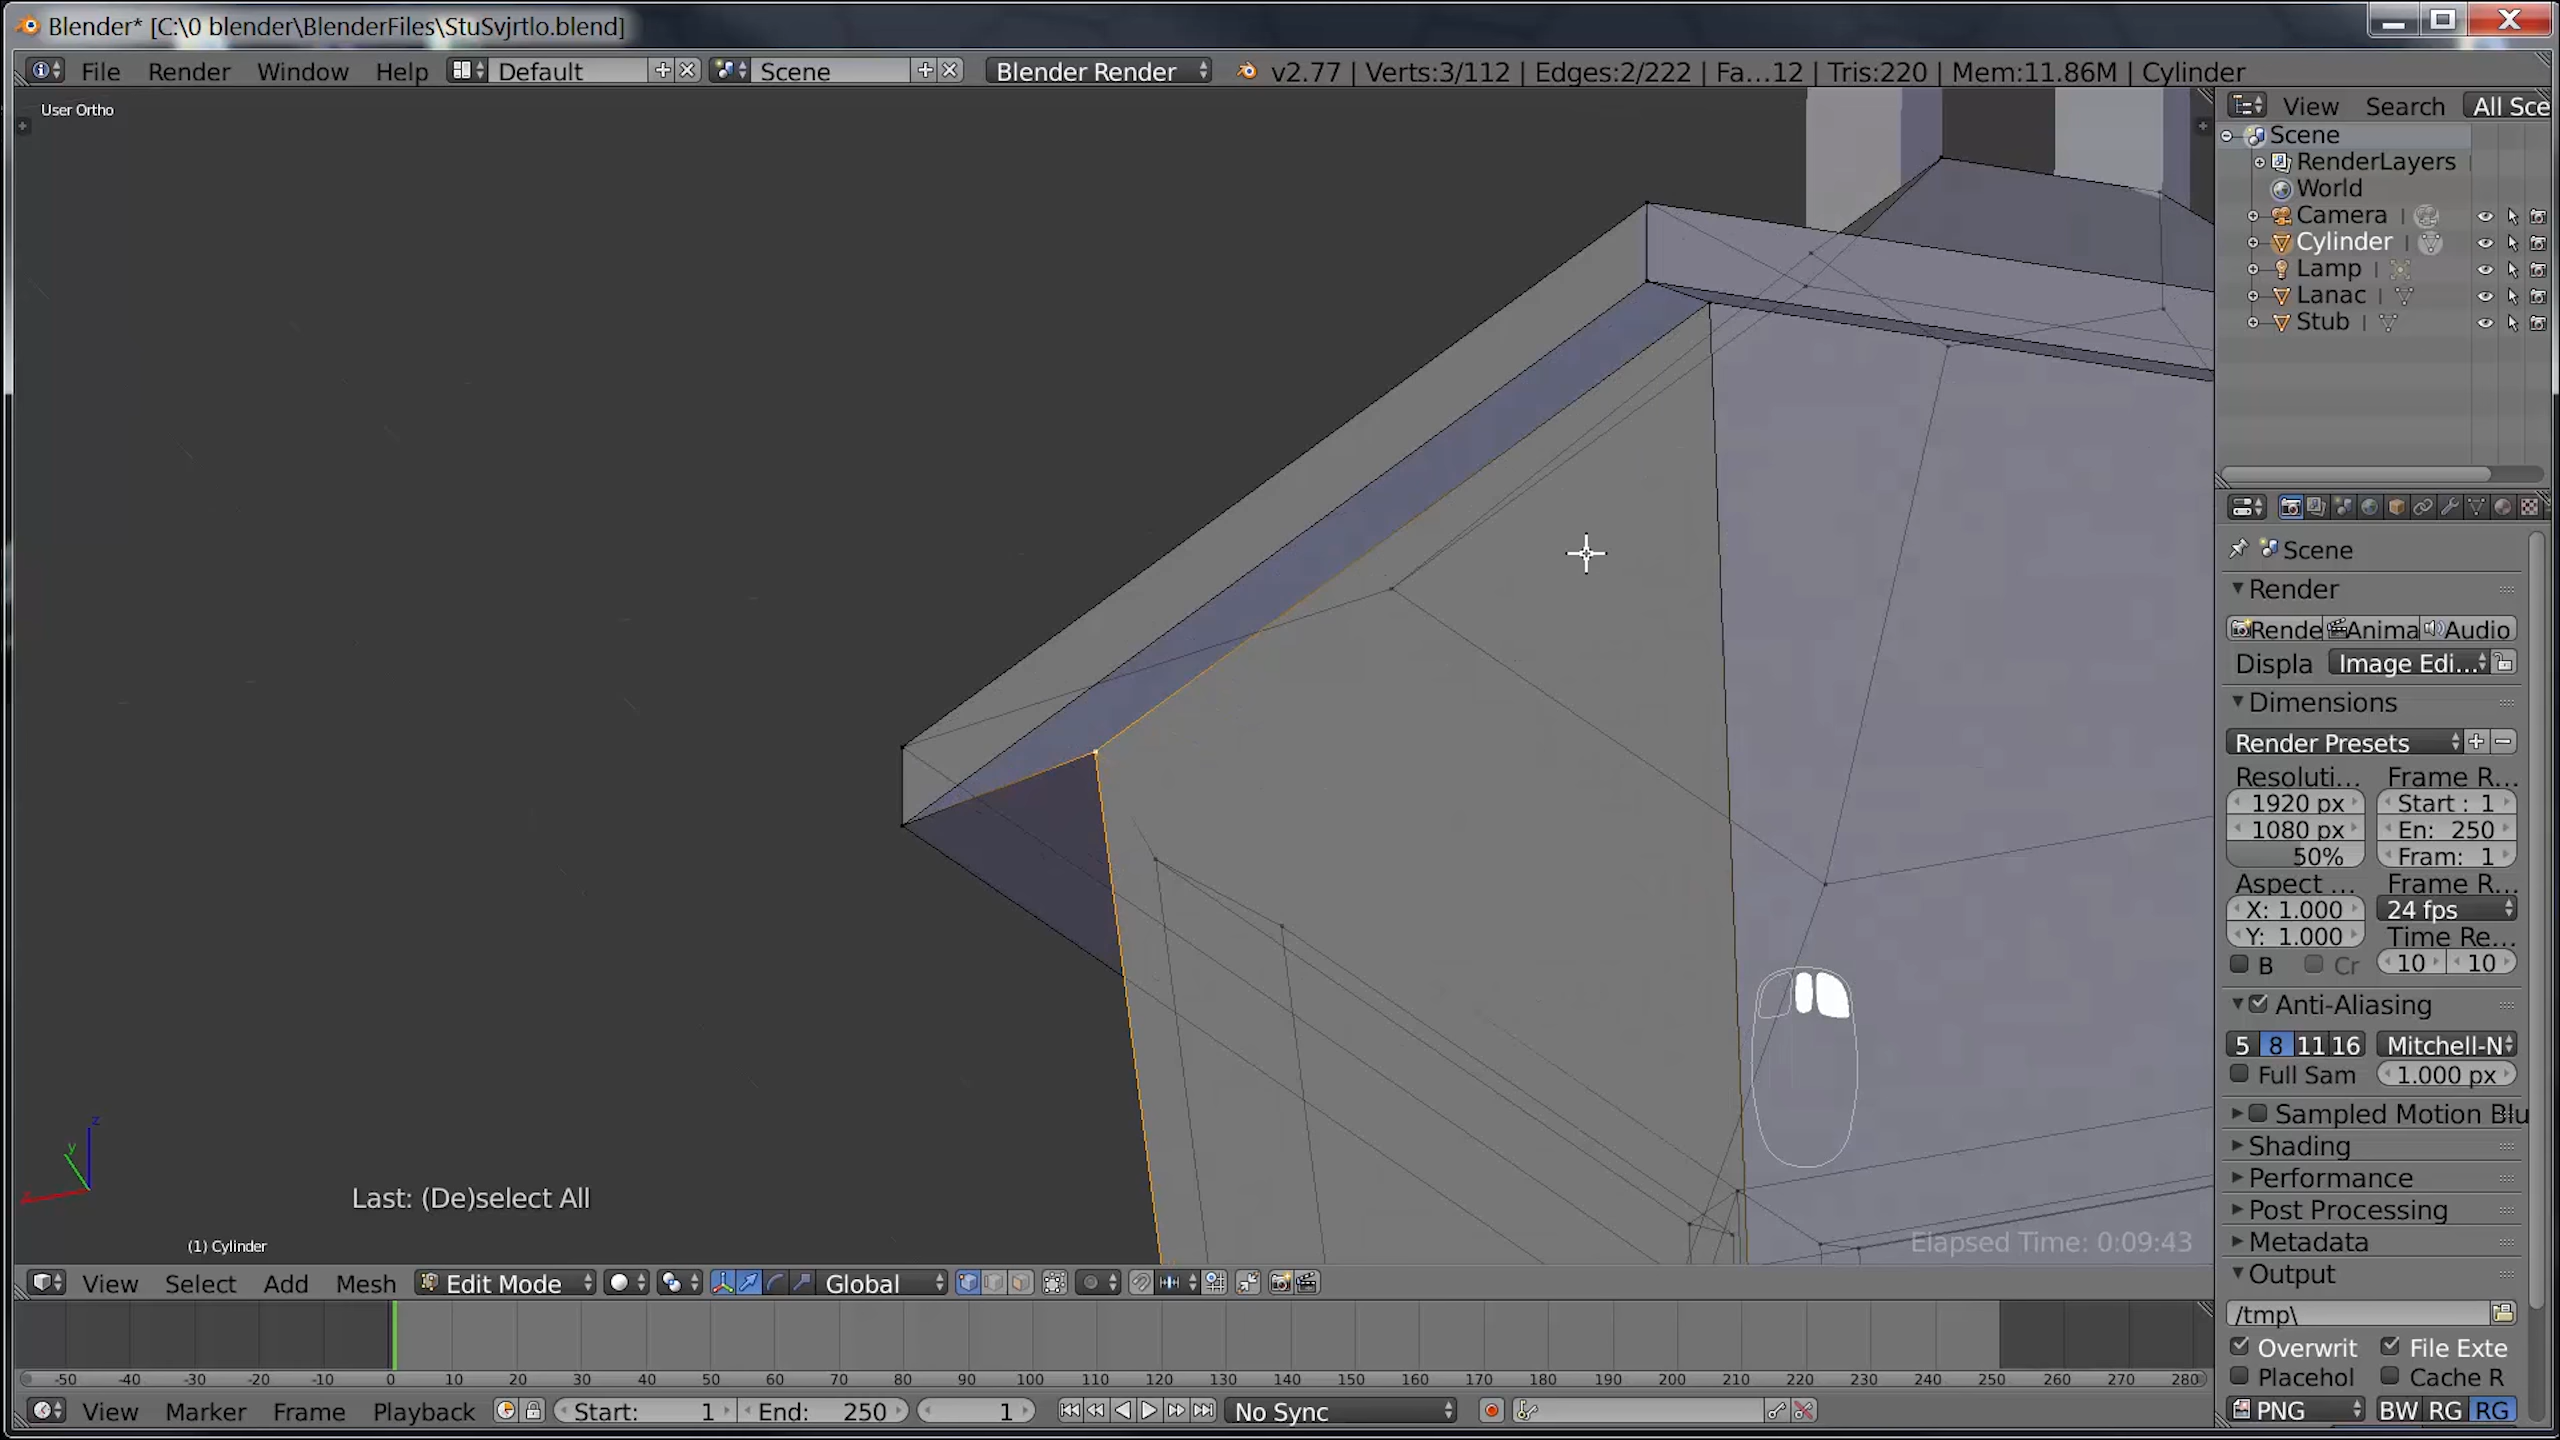 Blender* [C:\0 blender\BlenderFiles\StuSvjrtlo.blend]
File Render Window Help Default Scene Blender Render v2.77 | Verts:3/112 | Edges:2/222 | Fa...12 | Tris:220 | Mem:11.86M | Cylinder
User Ortho
View Search All Sce
Scene
RenderLayers
World
Camera
Cylinder
Lamp
Lanac
Stub
Scene
Render
Rende Anima Audio
Displa Image Edi...
Dimensions
Render Presets
Resoluti... Frame R...
1920 px Start : 1
1080 px En: 250
50% Fram: 1
Aspect ... Frame R...
X: 1.000 24 fps
Y: 1.000 Time Re...
B Cr 10 10
Anti-Aliasing
5 8 11 16 Mitchell-N
Full Sam 1.000 px
Sampled Motion Blu
Shading
Performance
Post Processing
Metadata
Output
/tmp\
Overwrit File Exte
Placehol Cache R
PNG BW RG RG
z
y
Last: (De)select All
(1) Cylinder
Elapsed Time: 0:09:43
View Select Add Mesh Edit Mode Global
-50 -40 -30 -20 -10 0 10 20 30 40 50 60 70 80 90 100 110 120 130 140 150 160 170 180 190 200 210 220 230 240 250 260 270 280
View Marker Frame Playback Start: 1 End: 250 1 No Sync